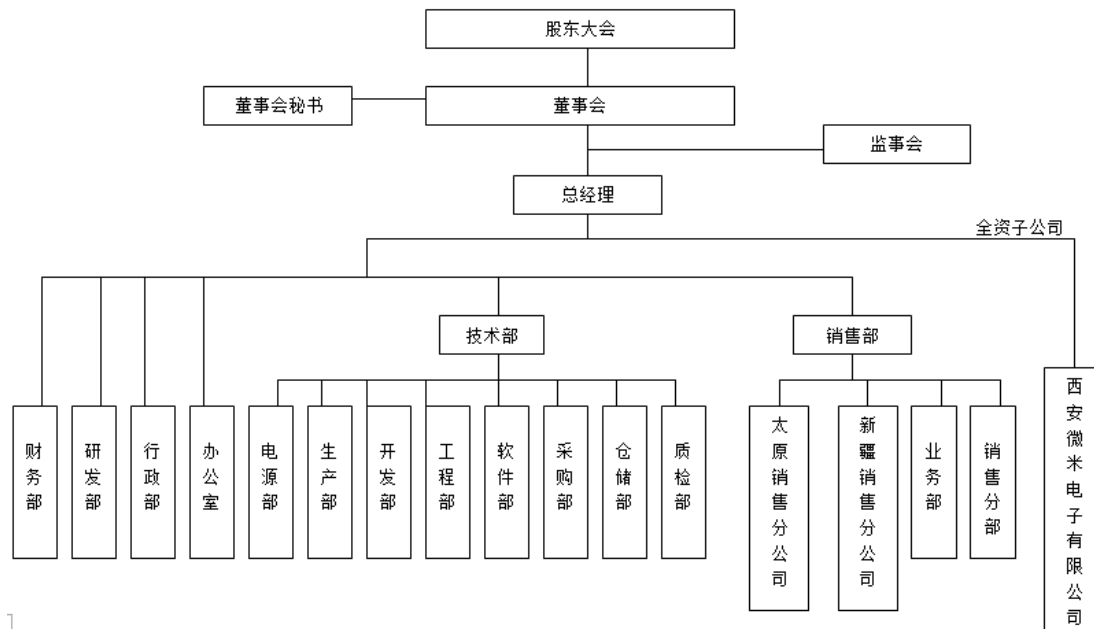 股东大会
董事会秘书
董事会
监事会
总经理
全资子公司
技术部
销售部
财务部
研发部
行政部
办公室
电源部
生产部
开发部
工程部
软件部
采购部
仓储部
质检部
太原销售分公司
新疆销售分公司
业务部
销售分部
西安微米电子有限公司